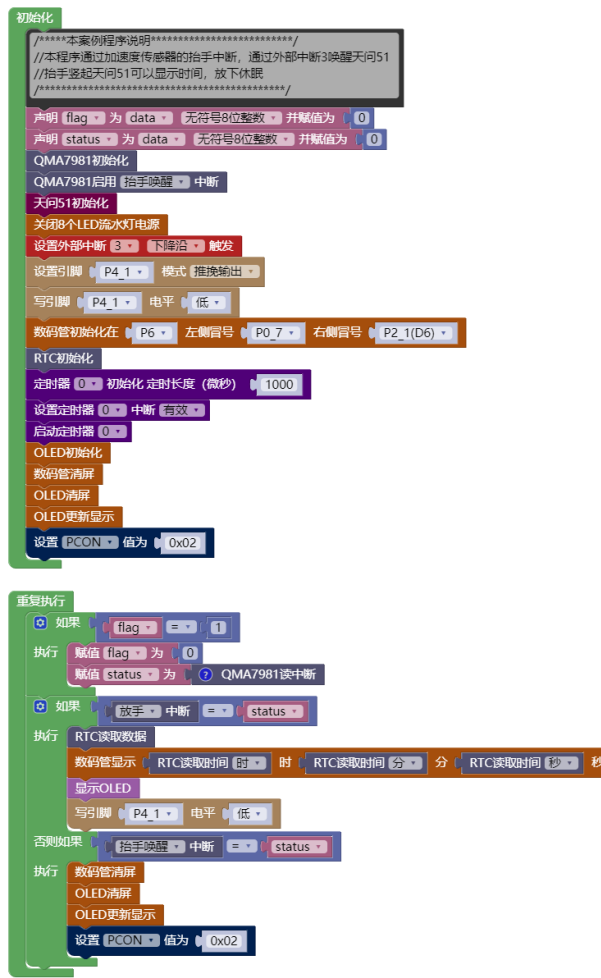 初始化
/*****本案例程序说明***************************/
//本程序通过加速度传感器的抬手中断，通过外部中断3唤醒天问51
//抬手竖起天问51可以显示时间，放下休眠
/*******************************************/
声明 flag 为 data 无符号8位整数 并赋值为 0
声明 status 为 data 无符号8位整数 并赋值为 0
QMA7981初始化
QMA7981启用 抬手唤醒 中断
天问51初始化
关闭8个LED流水灯电源
设置外部中断 3 下降沿 触发
设置引脚 P4_1 模式 推挽输出
写引脚 P4_1 电平 低
数码管初始化在 P6 左侧冒号 P0_7 右侧冒号 P2_1(D6)
RTC初始化
定时器 0 初始化 定时长度（微秒） 1000
设置定时器 0 中断 有效
启动定时器 0
OLED初始化
数码管清屏
OLED清屏
OLED更新显示
设置 PCON 值为 0x02
重复执行
如果 flag = 1
执行 赋值 flag 为 0
赋值 status 为 ? QMA7981读中断
如果 放手 中断 = status
执行 RTC读取数据
数码管显示 RTC读取时间 时 时 RTC读取时间 分 分 RTC读取时间 秒 秒
显示OLED
写引脚 P4_1 电平 低
否则如果 抬手唤醒 中断 = status
执行 数码管清屏
OLED清屏
OLED更新显示
设置 PCON 值为 0x02